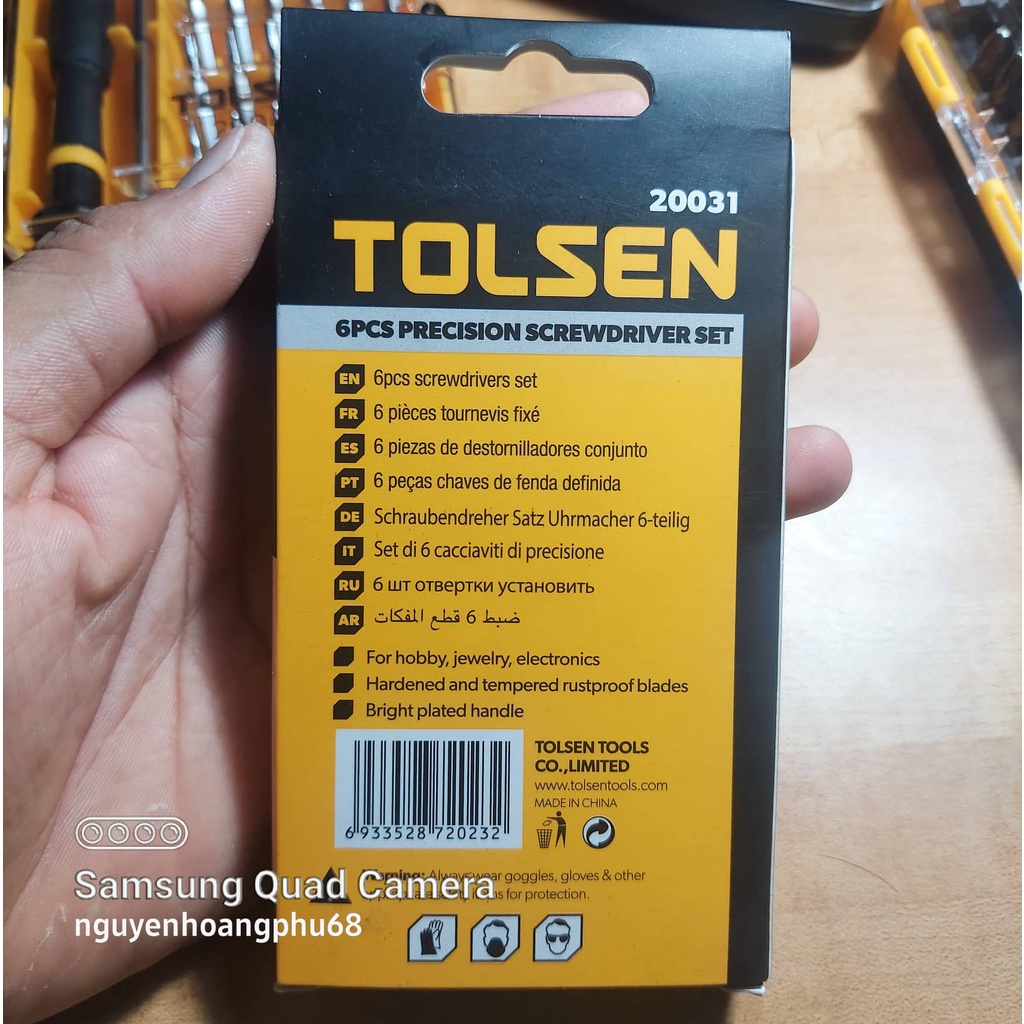 20031
TOLSEN
6PCS PRECISION SCREWDRIVER SET
EN 6pcs screwdrivers set
FR 6 pièces tournevis fixé
ES 6 piezas de destornilladores conjunto
PT 6 peças chaves de fenda definida
DE Schraubendreher Satz Uhrmacher 6-teilig
IT Set di 6 cacciaviti di precisione
RU 6 шт отвертки установить
AR ضبط 6 قطع المفكات
For hobby, jewelry, electronics
Hardened and tempered rustproof blades
Bright plated handle
TOLSEN TOOLS
CO.,LIMITED
www.tolsentools.com
MADE IN CHINA
6 933528 720232
Warning: Always wear goggles, gloves & other
for protection.
Samsung Quad Camera
nguyenhoangphu68